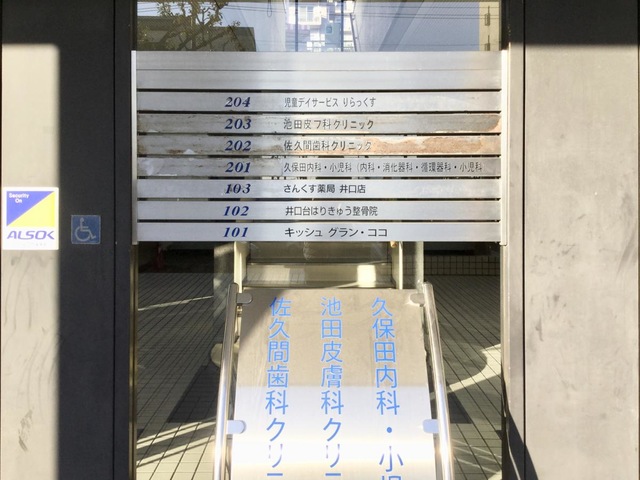 204 児童デイサービス りらっくす
203 池田皮フ科クリニック
202 佐久間歯科クリニック
201 久保田内科・小児科(内科・消化器科・循環器科・小児科
103 さんくす薬局 井口店
102 井口台はりきゅう整骨院
101 キッシュ グラン・ココ
Security
On
ALSOK
久保田内科・小児
池田皮膚科クリニ
佐久間歯科クリニ